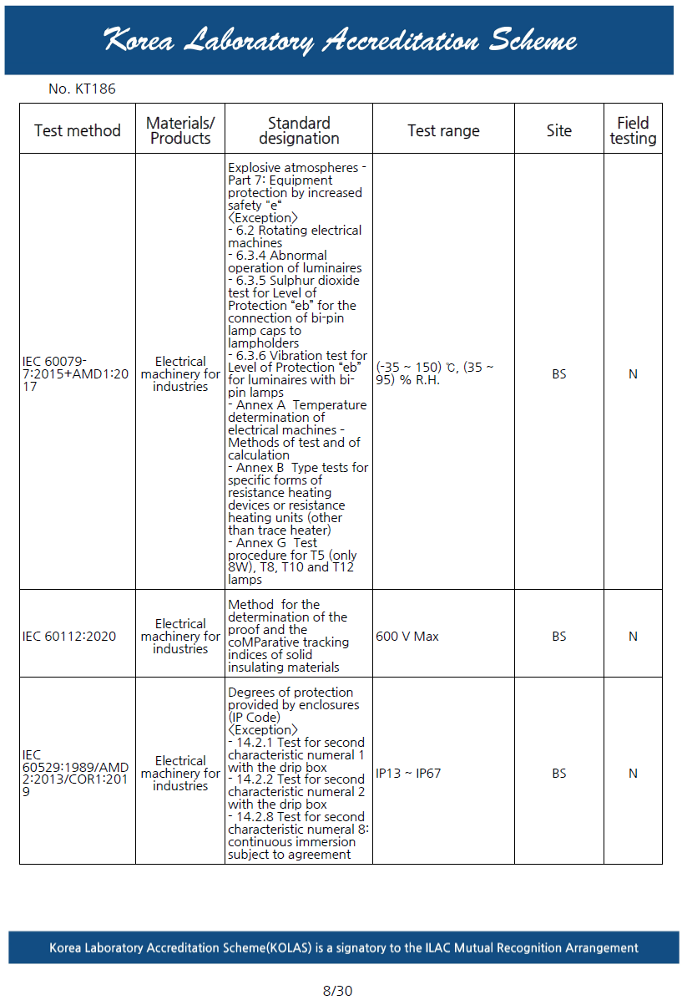 Korea Laboratory Accreditation Scheme
No. KT186
Test method
Materials/
Products
Standard
designation
Test range
Site
Field
testing
IEC 60079-
7:2015+AMD1:20
17
Electrical
machinery for
industries
Explosive atmospheres -
Part 7: Equipment
protection by increased
safety "e“
〈Exception〉
- 6.2 Rotating electrical
machines
- 6.3.4 Abnormal
operation of luminaires
- 6.3.5 Sulphur dioxide
test for Level of
Protection “eb” for the
connection of bi-pin
lamp caps to
lampholders
- 6.3.6 Vibration test for
Level of Protection “eb”
for luminaires with bi-
pin lamps
- Annex A  Temperature
determination of
electrical machines –
Methods of test and of
calculation
- Annex B  Type tests for
specific forms of
resistance heating
devices or resistance
heating units (other
than trace heater)
- Annex G  Test
procedure for T5 (only
8W), T8, T10 and T12
lamps
(-35 ~ 150) ℃, (35 ~
95) % R.H.
BS
N
IEC 60112:2020
Electrical
machinery for
industries
Method  for the
determination of the
proof and the
coMParative tracking
indices of solid
insulating materials
600 V Max
BS
N
IEC
60529:1989/AMD
2:2013/COR1:201
9
Electrical
machinery for
industries
Degrees of protection
provided by enclosures
(IP Code)
〈Exception〉
- 14.2.1 Test for second
characteristic numeral 1
with the drip box
- 14.2.2 Test for second
characteristic numeral 2
with the drip box
- 14.2.8 Test for second
characteristic numeral 8:
continuous immersion
subject to agreement
IP13 ~ IP67
BS
N
Korea Laboratory Accreditation Scheme(KOLAS) is a signatory to the ILAC Mutual Recognition Arrangement
8/30